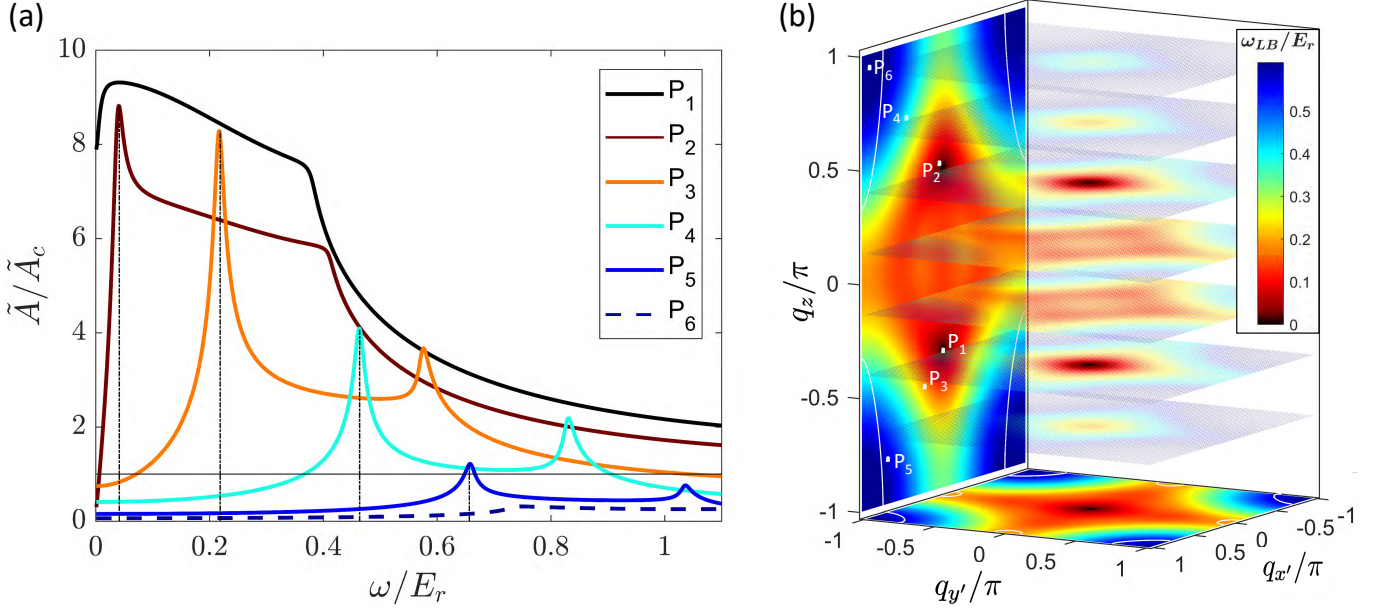 (a)
10
8
6
4
2
0
Ã/Ã_c
0
0.2
0.4
0.6
0.8
1
ω/E_r
P_1
P_2
P_3
P_4
P_5
P_6
(b)
1
0.5
0
-0.5
-1
q_z/π
P_6
P_4
P_2
P_1
P_3
P_5
ω_LB/E_r
0.5
0.4
0.3
0.2
0.1
0
-1
-0.5
0
0.5
1
q_y'/π
1
0.5
0
-0.5
-1
q_x'/π